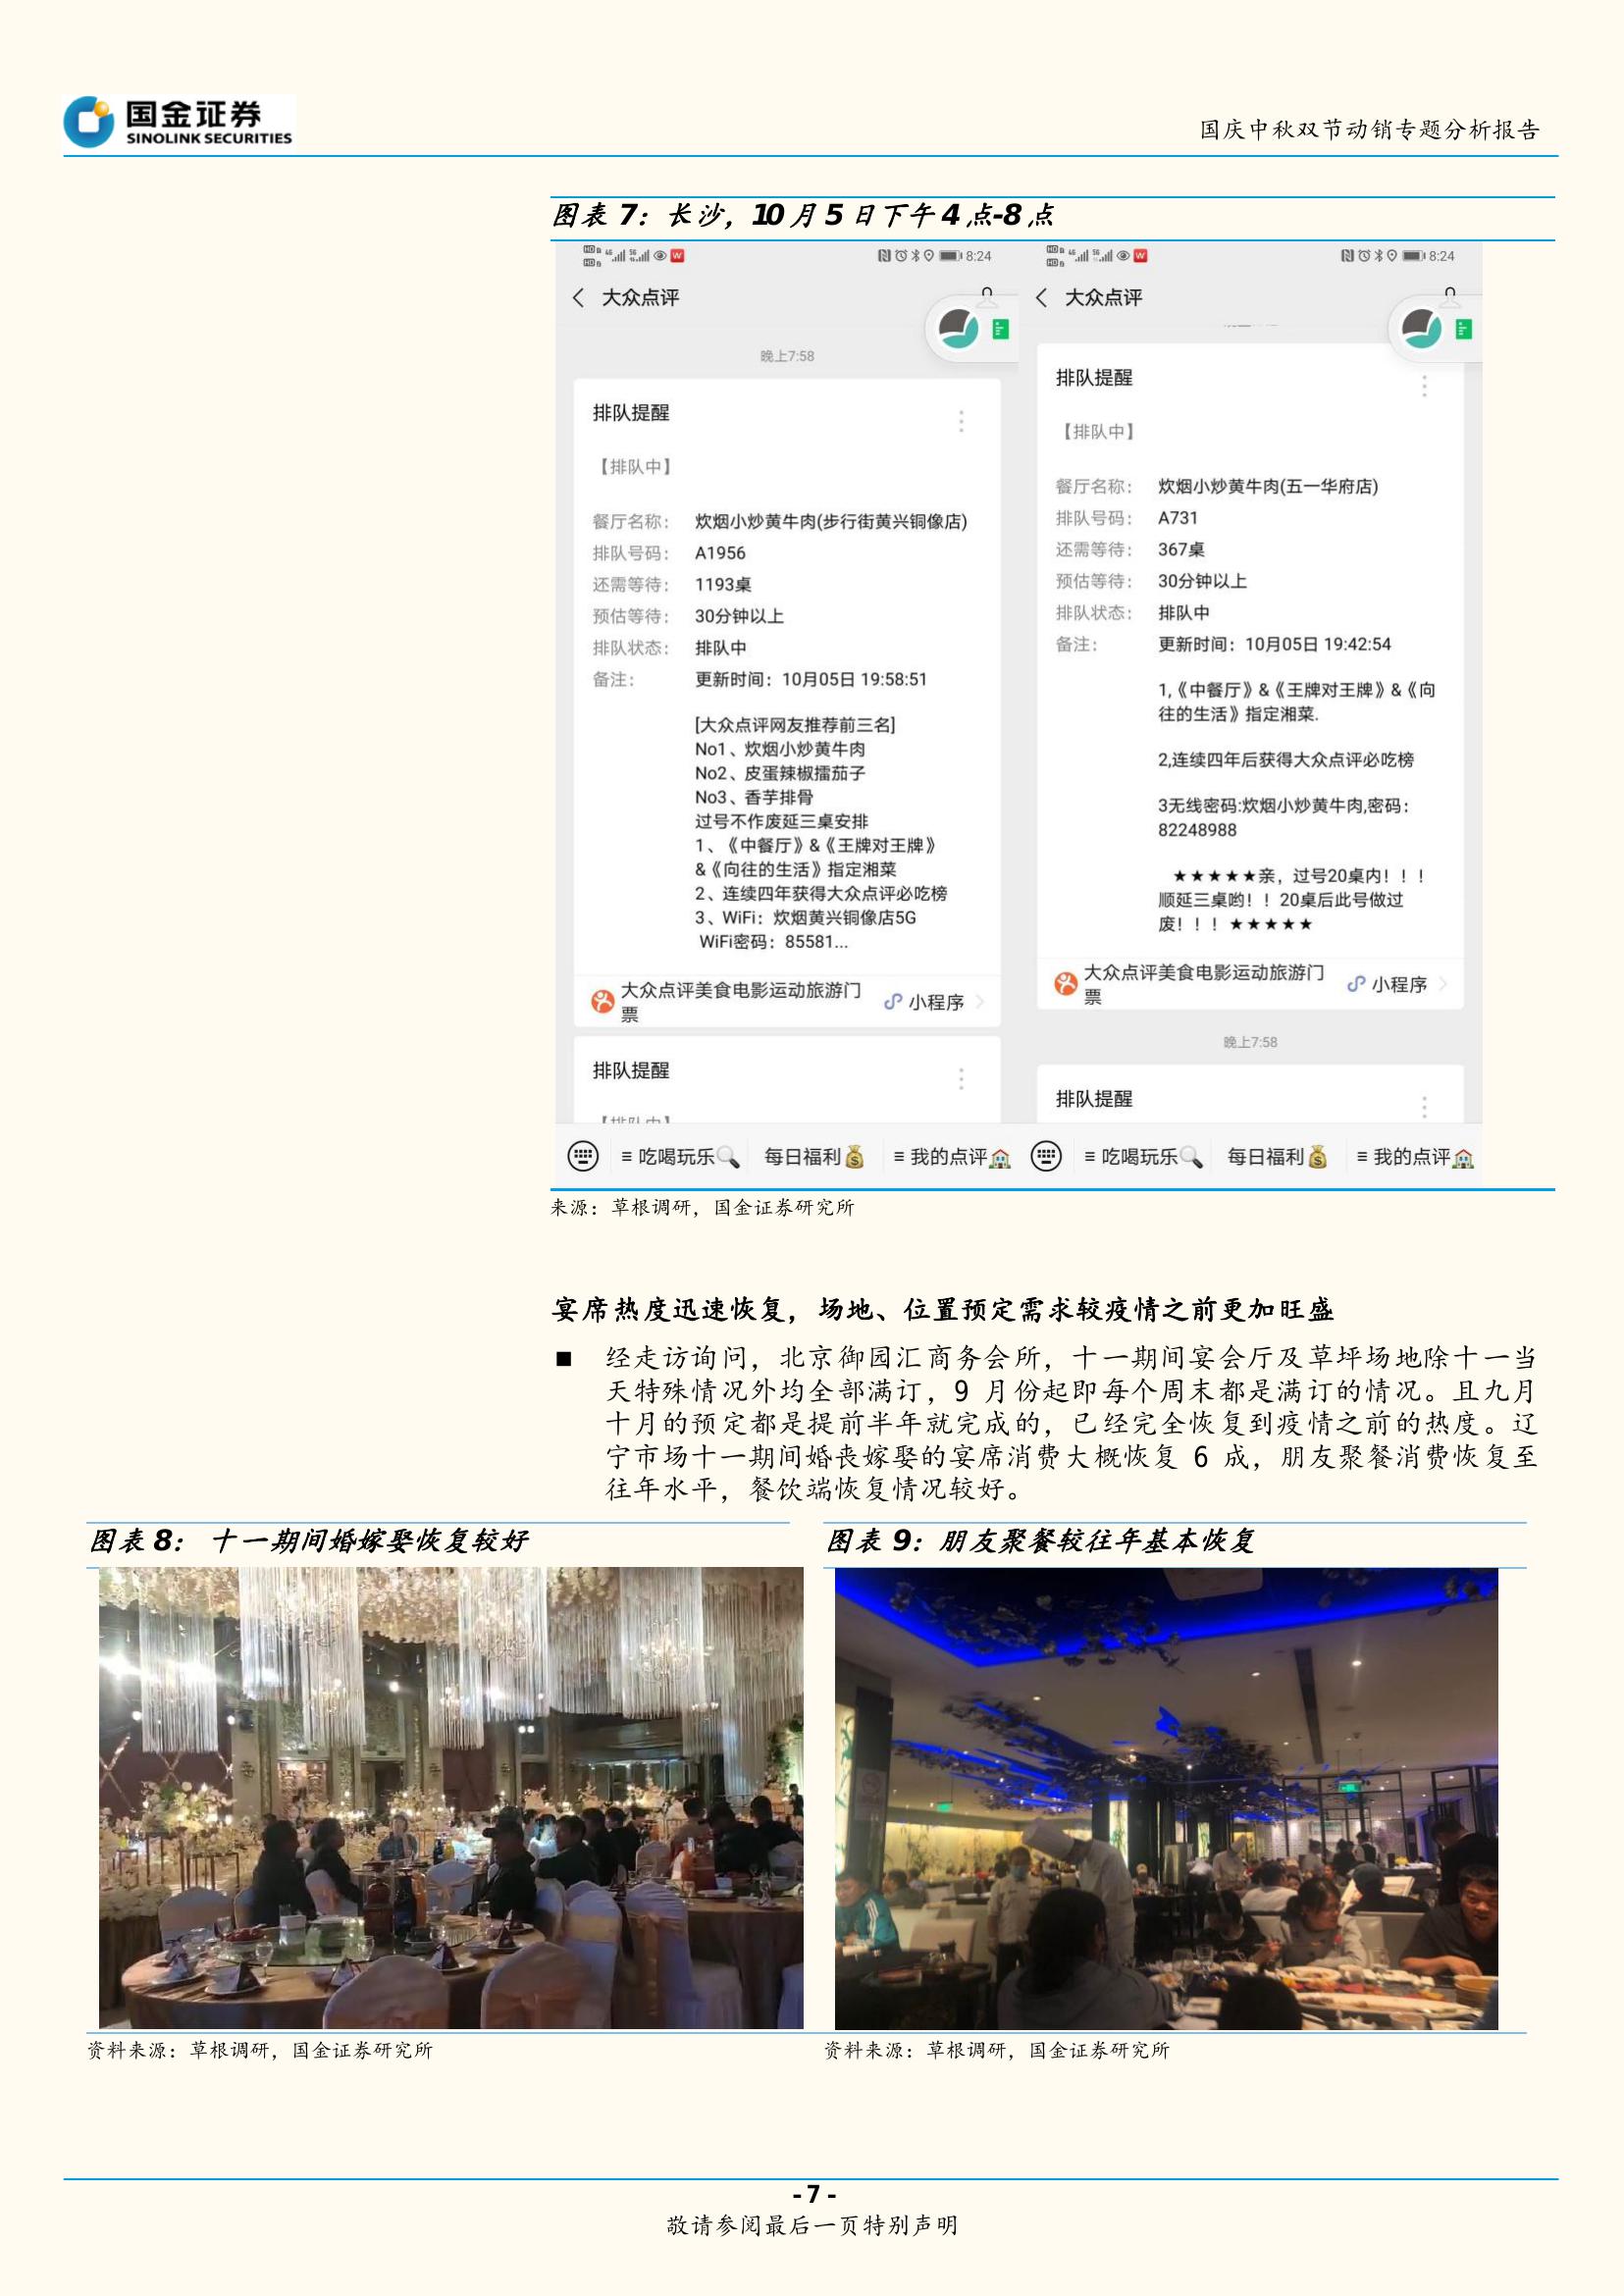 国金证券
SINOLINK SECURITIES
国庆中秋双节动销专题分析报告
图表 7：长沙，10 月 5 日下午 4 点-8 点
8:24
大众点评
晚上7:58
排队提醒
【排队中】
餐厅名称： 炊烟小炒黄牛肉(步行街黄兴铜像店)
排队号码： A1956
还需等待： 1193桌
预估等待： 30分钟以上
排队状态： 排队中
备注： 更新时间：10月05日 19:58:51
[大众点评网友推荐前三名]
No1、炊烟小炒黄牛肉
No2、皮蛋辣椒擂茄子
No3、香芋排骨
过号不作废延三桌安排
1、《中餐厅》&《王牌对王牌》
&《向往的生活》指定湘菜
2、连续四年获得大众点评必吃榜
3、WiFi：炊烟黄兴铜像店5G
WiFi密码：85581...
大众点评美食电影运动旅游门
票
小程序
排队提醒
【排队中】
≡ 吃喝玩乐 每日福利 ≡ 我的点评
8:24
大众点评
排队提醒
【排队中】
餐厅名称： 炊烟小炒黄牛肉(五一华府店)
排队号码： A731
还需等待： 367桌
预估等待： 30分钟以上
排队状态： 排队中
备注： 更新时间：10月05日 19:42:54
1,《中餐厅》&《王牌对王牌》&《向
往的生活》指定湘菜.
2,连续四年后获得大众点评必吃榜
3无线密码:炊烟小炒黄牛肉,密码：
82248988
★★★★★亲，过号20桌内！！！
顺延三桌哟！！20桌后此号做过
废！！！★★★★★
大众点评美食电影运动旅游门
票
小程序
晚上7:58
排队提醒
≡ 吃喝玩乐 每日福利 ≡ 我的点评
来源：草根调研，国金证券研究所
宴席热度迅速恢复，场地、位置预定需求较疫情之前更加旺盛
■ 经走访询问，北京御园汇商务会所，十一期间宴会厅及草坪场地除十一当
天特殊情况外均全部满订，9 月份起即每个周末都是满订的情况。且九月
十月的预定都是提前半年就完成的，已经完全恢复到疫情之前的热度。辽
宁市场十一期间婚丧嫁娶的宴席消费大概恢复 6 成，朋友聚餐消费恢复至
往年水平，餐饮端恢复情况较好。
图表 8： 十一期间婚嫁娶恢复较好
图表 9：朋友聚餐较往年基本恢复
资料来源：草根调研，国金证券研究所
资料来源：草根调研，国金证券研究所
- 7 -
敬请参阅最后一页特别声明